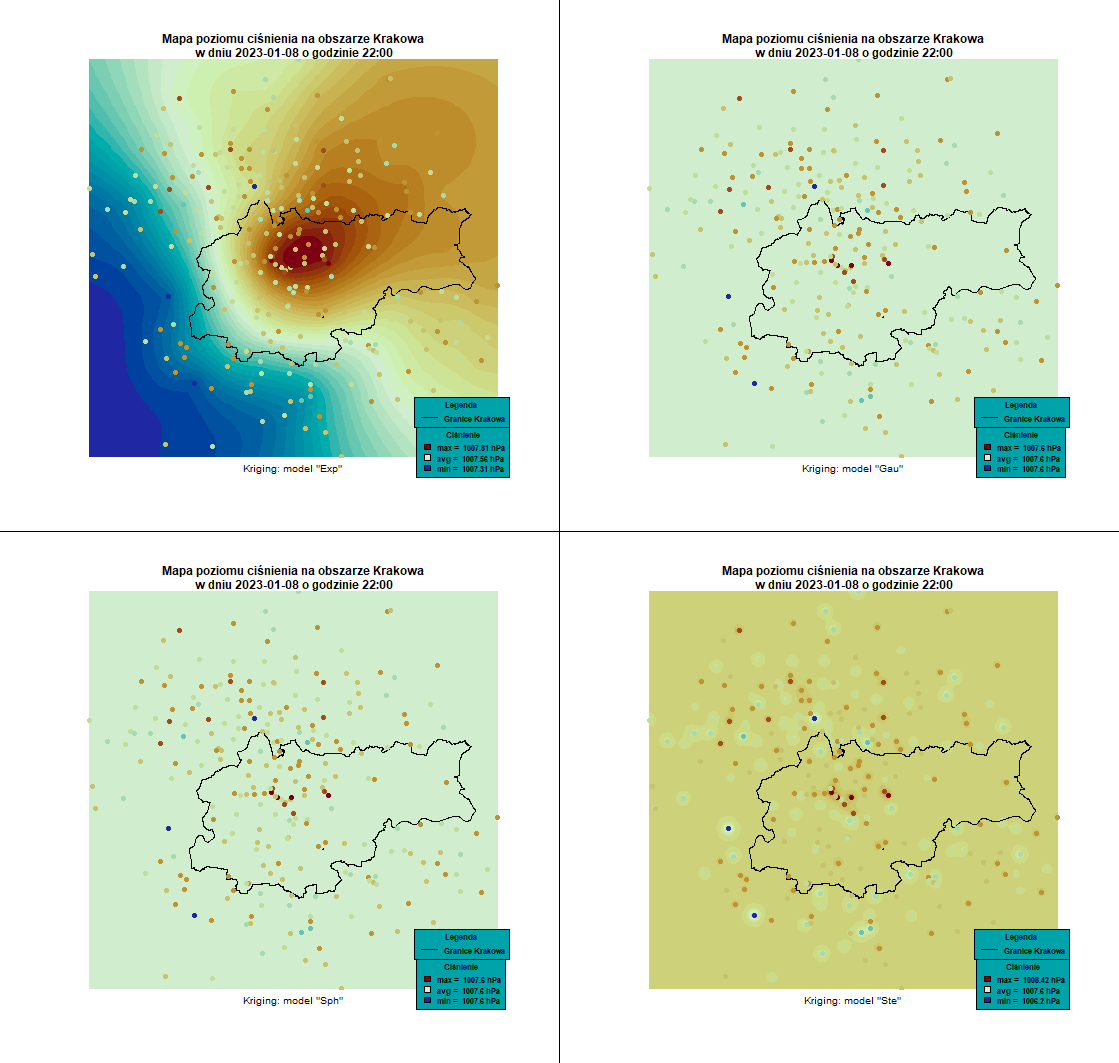 Mapa poziomu ciśnienia na obszarze Krakowa
w dniu 2023-01-08 o godzinie 22:00
Legenda
Granice Krakowa
Ciśnienie
max = 1007.81 hPa
avg = 1007.56 hPa
min = 1007.31 hPa
Kriging: model "Exp"
Mapa poziomu ciśnienia na obszarze Krakowa
w dniu 2023-01-08 o godzinie 22:00
Legenda
Granice Krakowa
Ciśnienie
max = 1007.6 hPa
avg = 1007.6 hPa
min = 1007.6 hPa
Kriging: model "Gau"
Mapa poziomu ciśnienia na obszarze Krakowa
w dniu 2023-01-08 o godzinie 22:00
Legenda
Granice Krakowa
Ciśnienie
max = 1007.6 hPa
avg = 1007.6 hPa
min = 1007.6 hPa
Kriging: model "Sph"
Mapa poziomu ciśnienia na obszarze Krakowa
w dniu 2023-01-08 o godzinie 22:00
Legenda
Granice Krakowa
Ciśnienie
max = 1008.42 hPa
avg = 1007.6 hPa
min = 1006.2 hPa
Kriging: model "Ste"